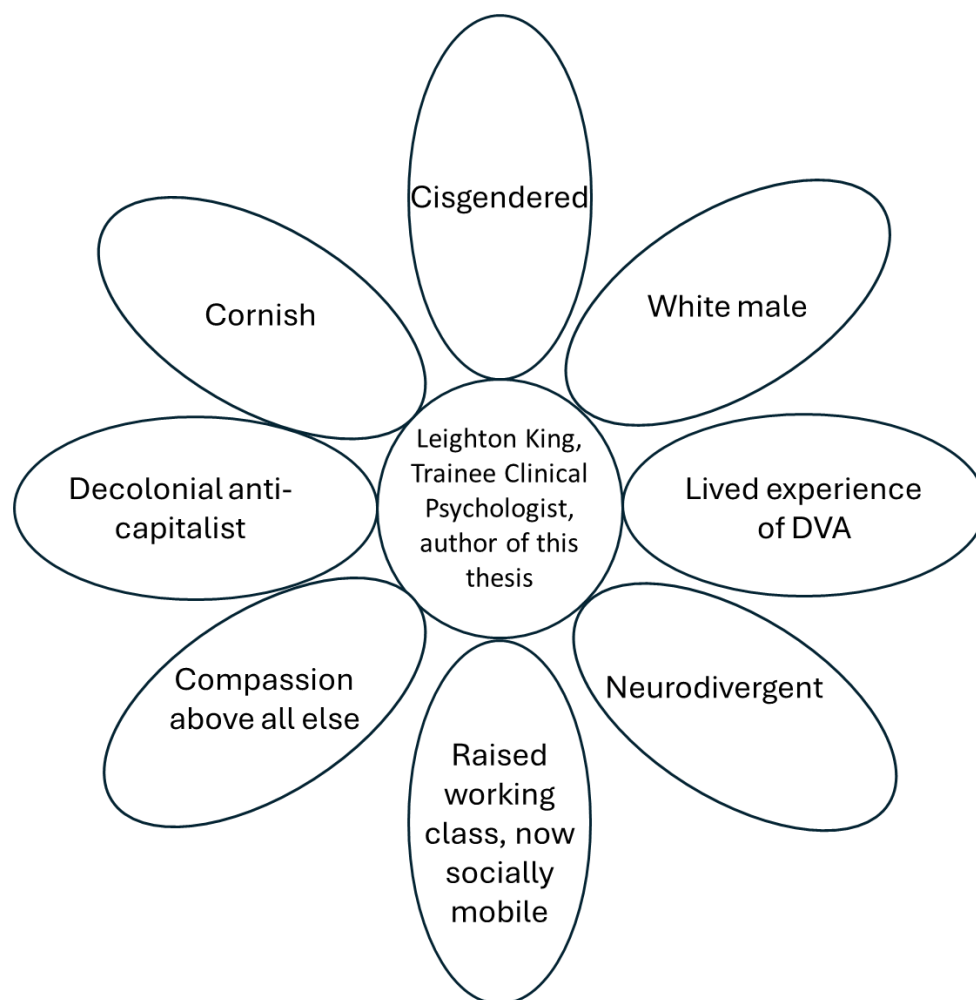 Cisgendered
White male
Cornish
Leighton King,
Trainee Clinical
Psychologist,
author of this
thesis
Decolonial anti-
capitalist
Lived experience
of DVA
Compassion
above all else
Neurodivergent
Raised
working
class, now
socially
mobile